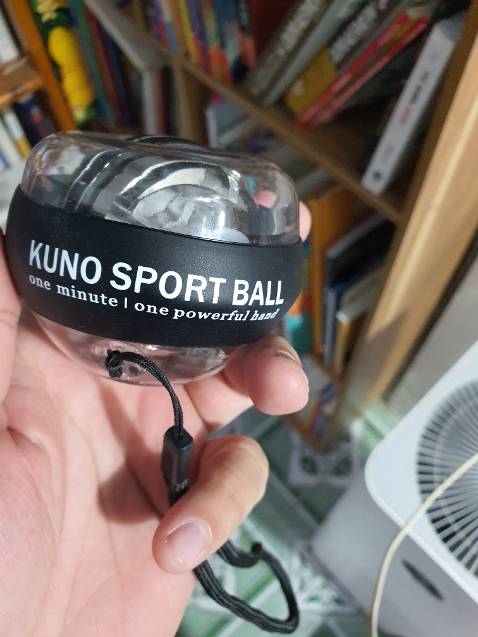 KUNO SPORT BALL
one minute | one powerful hand